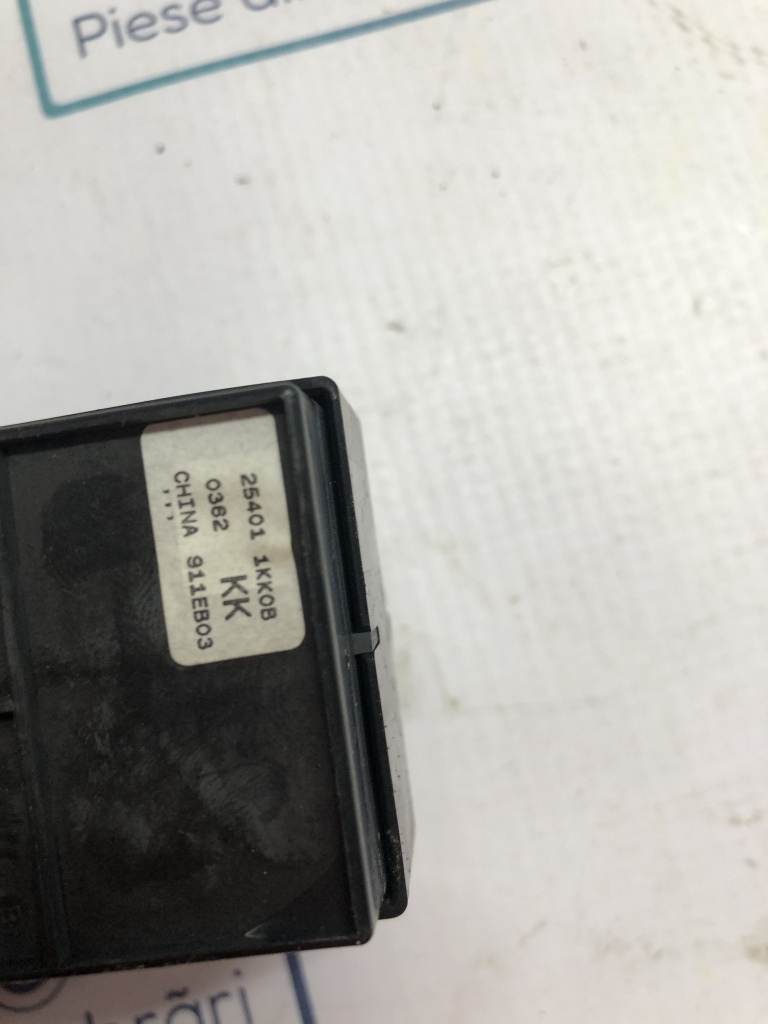 Piese
25401 1KK0B
0362 KK
CHINA 911EB03